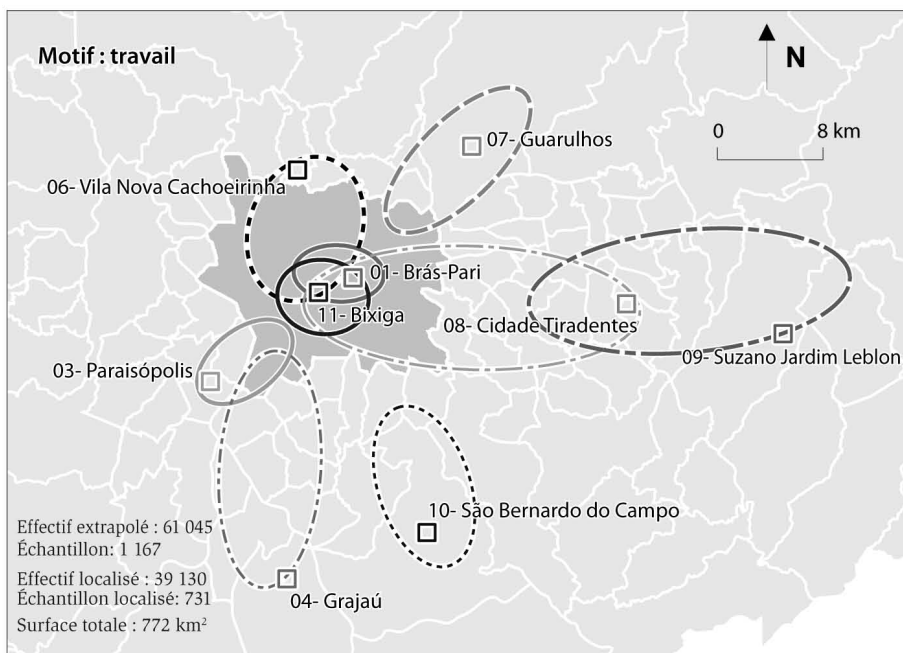 Motif : travail
N
0 8 km
07- Guarulhos
06- Vila Nova Cachoeirinha
01- Brás-Pari
11- Bixiga
08- Cidade Tiradentes
09- Suzano Jardim Leblon
03- Paraisópolis
10- São Bernardo do Campo
04- Grajaú
Effectif extrapolé : 61 045
Échantillon: 1 167
Effectif localisé : 39 130
Échantillon localisé: 731
Surface totale : 772 km²